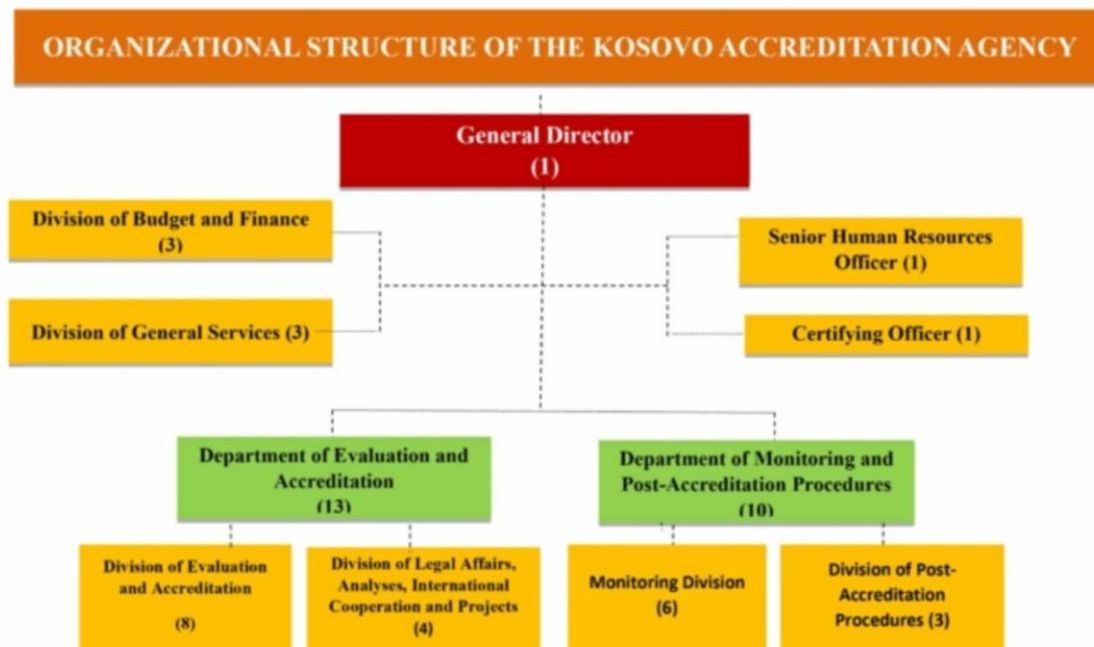 ORGANIZATIONAL STRUCTURE OF THE KOSOVO ACCREDITATION AGENCY
General Director
(1)
Division of Budget and Finance
(3)
Senior Human Resources
Officer (1)
Division of General Services (3)
Certifying Officer (1)
Department of Evaluation and
Accreditation
(13)
Department of Monitoring and
Post-Accreditation Procedures
(10)
Division of Evaluation
and Accreditation
(8)
Division of Legal Affairs,
Analyses, International
Cooperation and Projects
(4)
Monitoring Division
(6)
Division of Post-
Accreditation
Procedures (3)